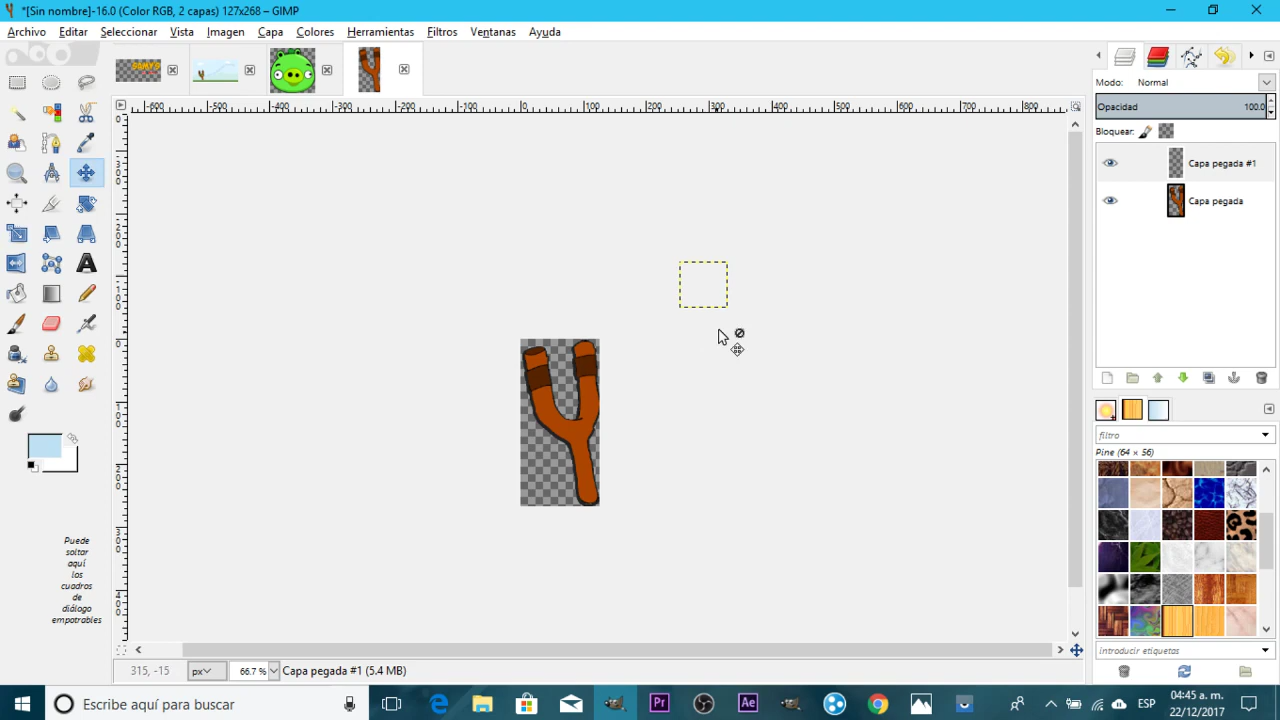 *[Sin nombre]-16.0 (Color RGB, 2 capas) 127x268 – GIMP
Archivo Editar Seleccionar Vista Imagen Capa Colores Herramientas Filtros Ventanas Ayuda
Modo: Normal
Opacidad 100.0
Bloquear:
Capa pegada #1
Capa pegada
filtro
Pine (64 × 56)
Puede
soltar
aquí
los
cuadros
de
diálogo
empotrables
introducir etiquetas
315, -15 px 66.7 % Capa pegada #1 (5.4 MB)
Escribe aquí para buscar
Pr Ae
ESP
04:45 a. m.
22/12/2017